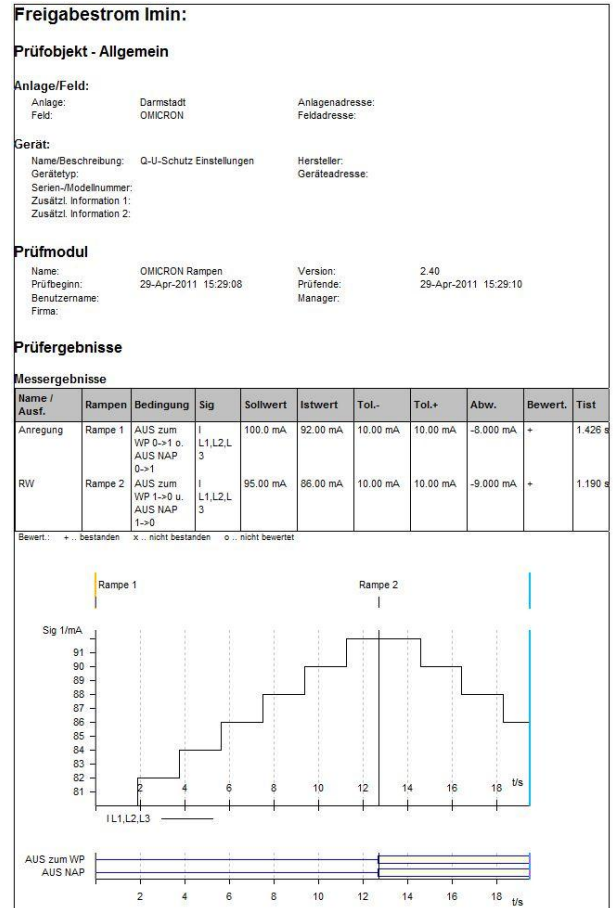 Freigabestrom Imin:
Prüfobjekt - Allgemein
Anlage/Feld:
Anlage: Darmstadt Anlagenadresse:
Feld: OMICRON Feldadresse:
Gerät:
Name/Beschreibung: Q-U-Schutz Einstellungen Hersteller:
Gerätetyp: Geräteadresse:
Serien-/Modellnummer:
Zusätzl. Information 1:
Zusätzl. Information 2:
Prüfmodul
Name: OMICRON Rampen Version: 2.40
Prüfbeginn: 29-Apr-2011 15:29:08 Prüfende: 29-Apr-2011 15:29:10
Benutzername: Manager:
Firma:
Prüfergebnisse
Messergebnisse
Name / Rampen Bedingung Sig Sollwert Istwert Tol.- Tol.+ Abw. Bewert. Tist
Ausf.
Anregung Rampe 1 AUS zum I 100.0 mA 92.00 mA 10.00 mA 10.00 mA -8.000 mA + 1.426 s
WP 0->1 o. L1,L2,L
AUS NAP 3
0->1
RW Rampe 2 AUS zum I 95.00 mA 86.00 mA 10.00 mA 10.00 mA -9.000 mA + 1.190 s
WP 1->0 u. L1,L2,L
AUS NAP 3
1->0
Bewert.: + .. bestanden x .. nicht bestanden o .. nicht bewertet
Rampe 1 Rampe 2
Sig 1/mA
91
90
89
88
87
86
85
84
83
82
81
2 4 6 8 10 12 14 16 18 t/s
I L1,L2,L3
AUS zum WP
AUS NAP
2 4 6 8 10 12 14 16 18 t/s